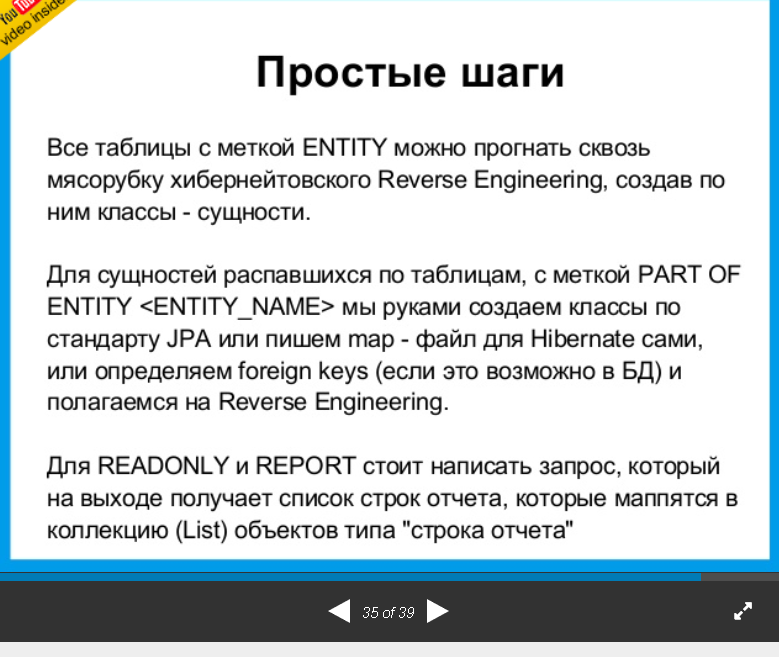 You Tube
video inside
Простые шаги
Все таблицы с меткой ENTITY можно прогнать сквозь
мясорубку хибернейтовского Reverse Engineering, создав по
ним классы - сущности.
Для сущностей распавшихся по таблицам, с меткой PART OF
ENTITY <ENTITY_NAME> мы руками создаем классы по
стандарту JPA или пишем map - файл для Hibernate сами,
или определяем foreign keys (если это возможно в БД) и
полагаемся на Reverse Engineering.
Для READONLY и REPORT стоит написать запрос, который
на выходе получает список строк отчета, которые маппятся в
коллекцию (List) объектов типа "строка отчета"
35 of 39